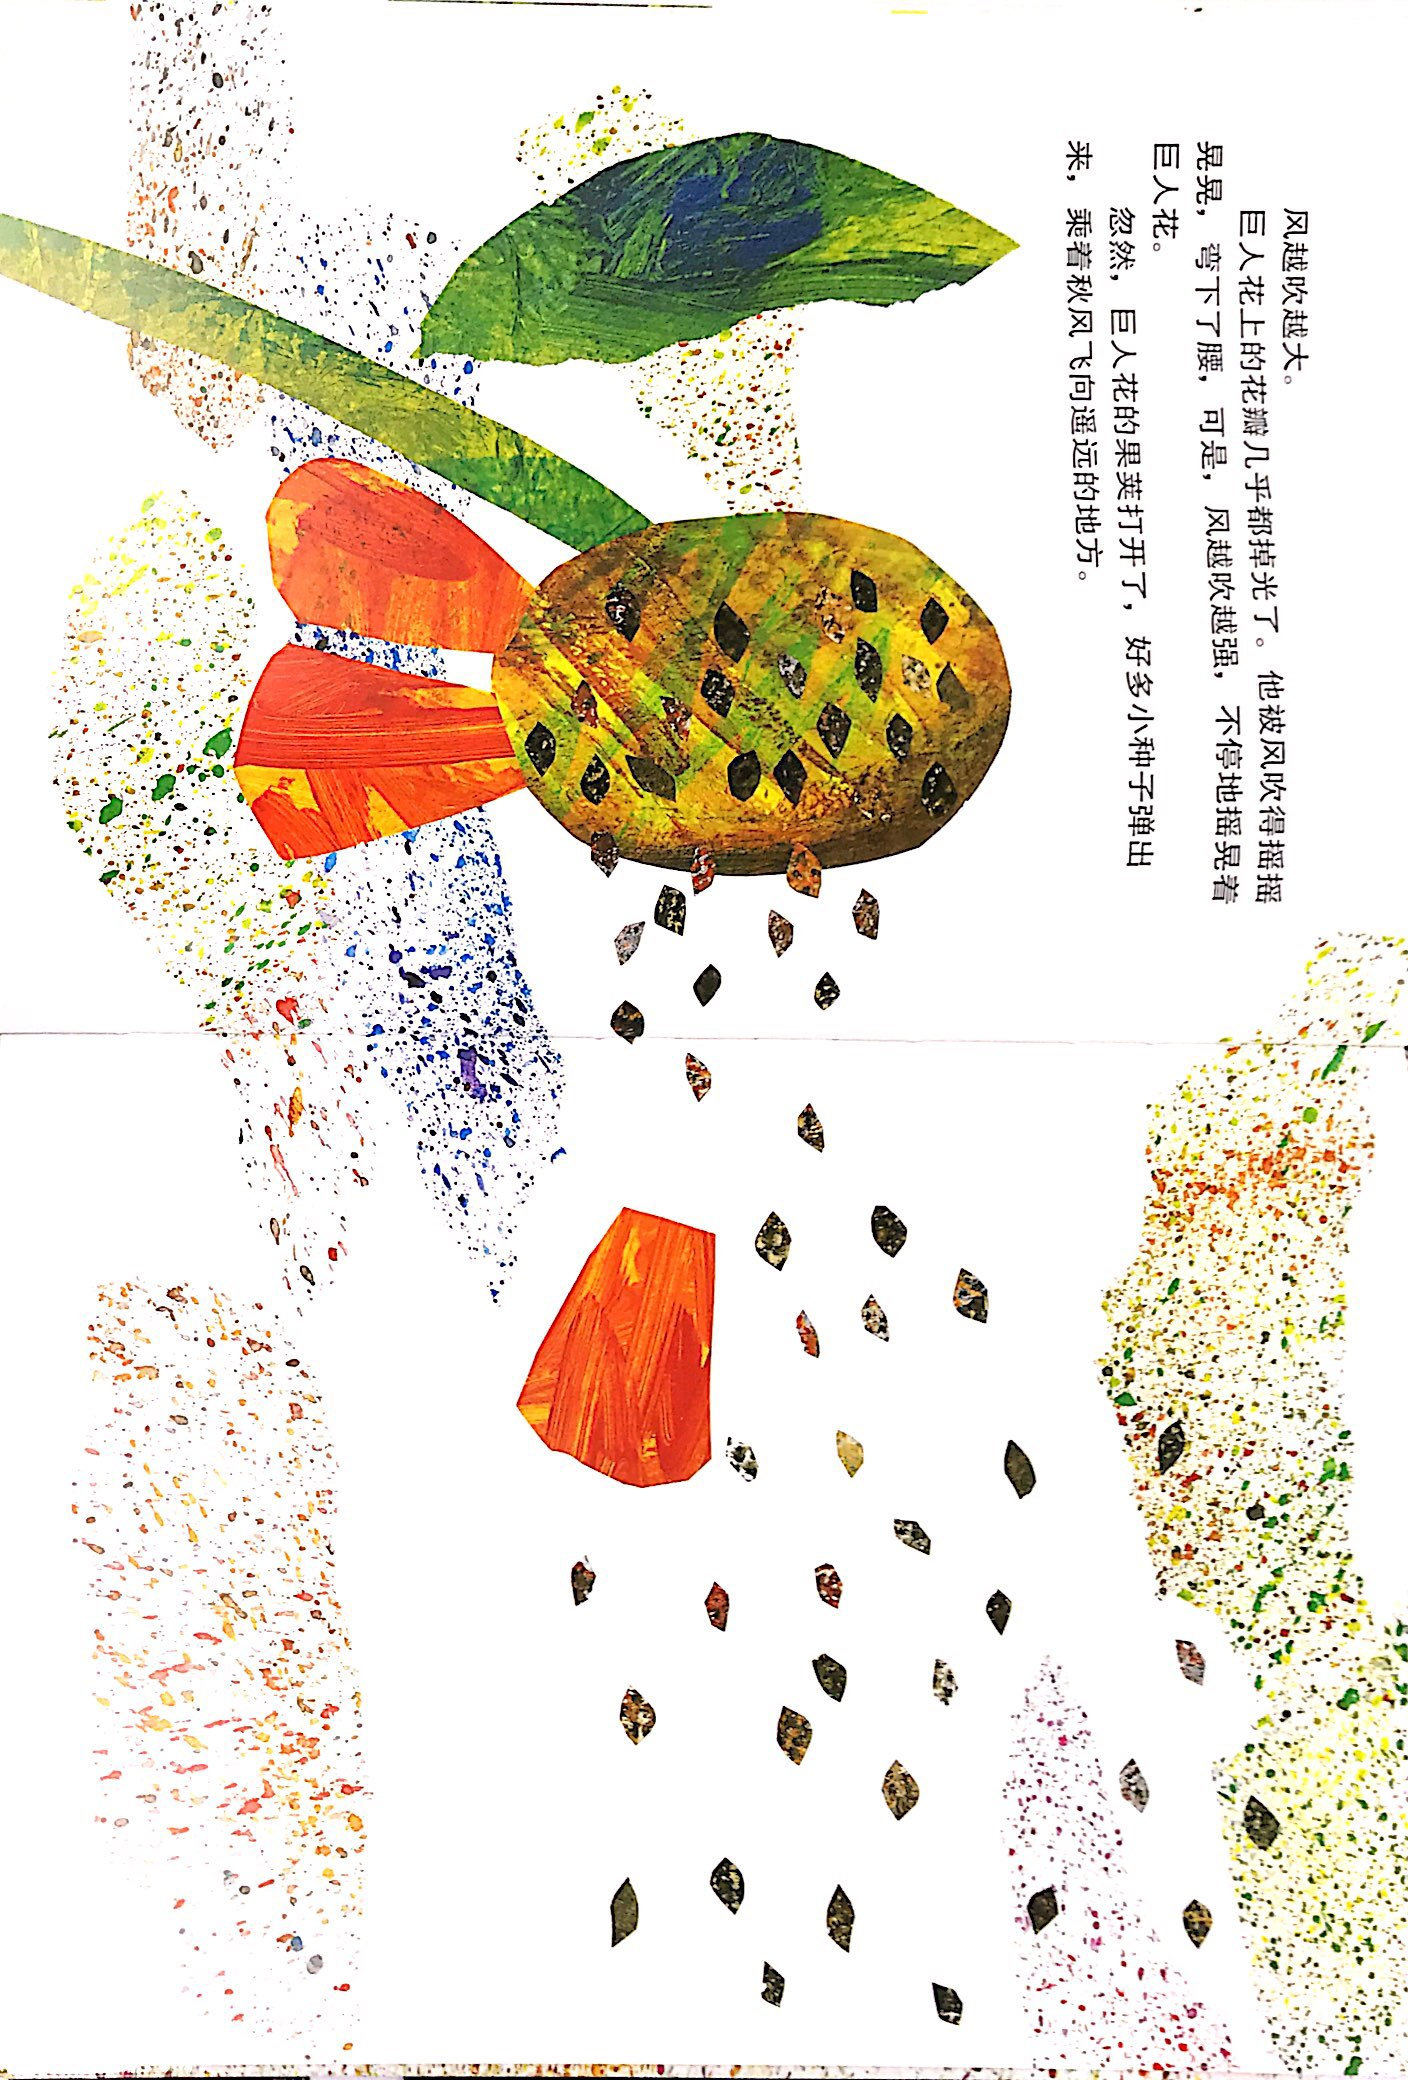 风越吹越大。
巨人花上的花瓣几乎都掉光了。他被风吹得摇摇
晃晃，弯下了腰，可是，风越吹越强，不停地摇晃着
巨人花。
忽然，巨人花的果荚打开了，好多小种子弹出
来，乘着秋风飞向遥远的地方。